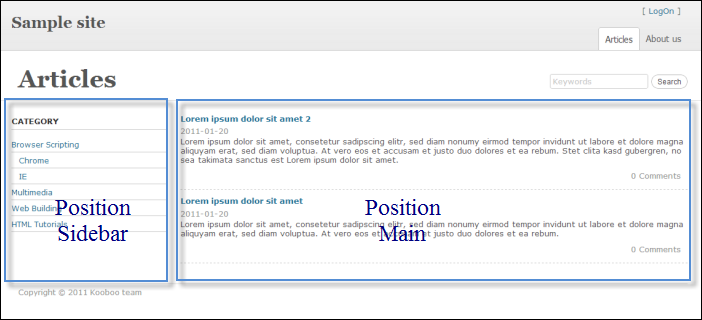 Sample site
[ LogOn ]
Articles
About us
Articles
Keywords
Search
CATEGORY
Browser Scripting
Chrome
IE
Multimedia
Web Building
HTML Tutorials
Position
Sidebar
Lorem ipsum dolor sit amet 2
2011-01-20
Lorem ipsum dolor sit amet, consetetur sadipscing elitr, sed diam nonumy eirmod tempor invidunt ut labore et dolore magna
aliquyam erat, sed diam voluptua. At vero eos et accusam et justo duo dolores et ea rebum. Stet clita kasd gubergren, no
sea takimata sanctus est Lorem ipsum dolor sit amet.
0 Comments
Lorem ipsum dolor sit amet
2011-01-20
Lorem ipsum dolor sit amet, consetetur sadipscing elitr, sed diam nonumy eirmod tempor invidunt ut labore et dolore magna
aliquyam erat, sed diam voluptua. At vero eos et accusam et justo duo dolores et ea rebum.
0 Comments
Position
Main
Copyright © 2011 Kooboo team